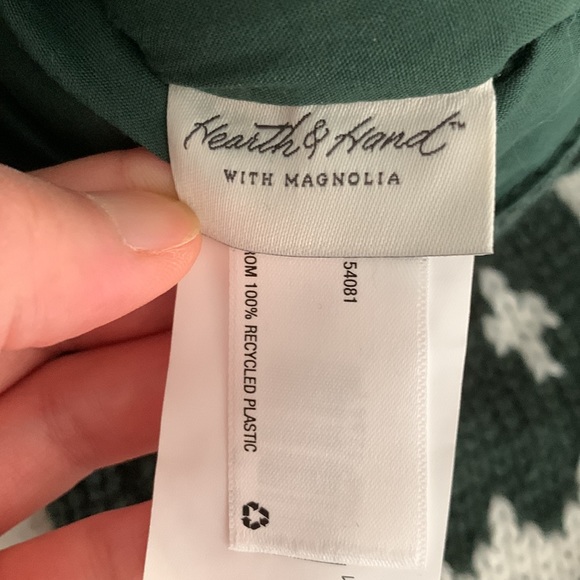 Hearth & Hand™
WITH MAGNOLIA
54081
OM 100% RECYCLED PLASTIC